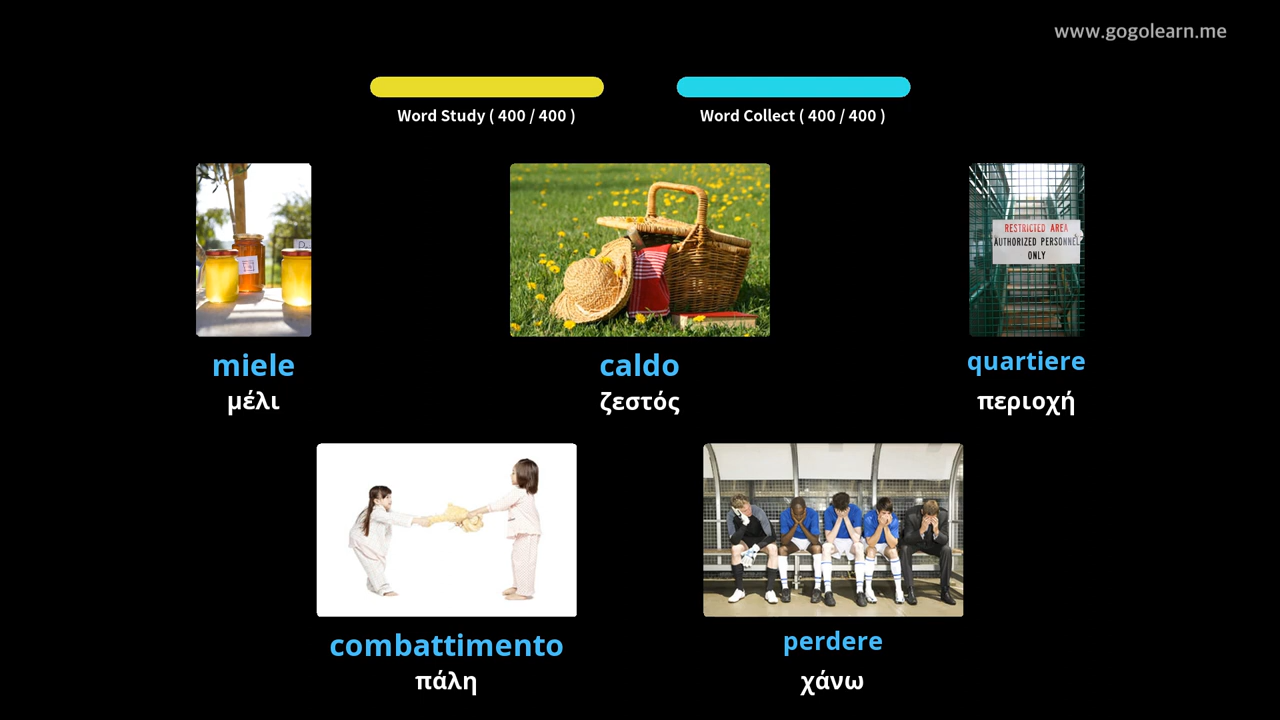 www.gogolearn.me
Word Study ( 400 / 400 )
Word Collect ( 400 / 400 )
RESTRICTED AREA
AUTHORIZED PERSONNEL
ONLY
miele
μέλι
caldo
ζεστός
quartiere
περιοχή
combattimento
πάλη
perdere
χάνω